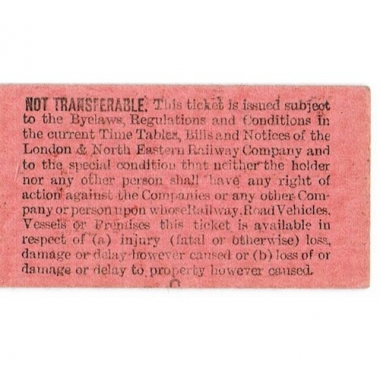 NOT TRANSFERABLE. This ticket is issued subject
to the Byelaws, Regulations and Conditions in
the current Time Tables, Bills and Notices of the
London & North Eastern Railway Company and
to the special condition that neither the holder
nor any other person shall have any right of
action against the Companies or any other Com-
pany or person upon whose Railway, Road Vehicles,
Vessels or Premises this ticket is available in
respect of (a) injury (fatal or otherwise) loss,
damage or delay however caused or (b) loss of or
damage or delay to property however caused.